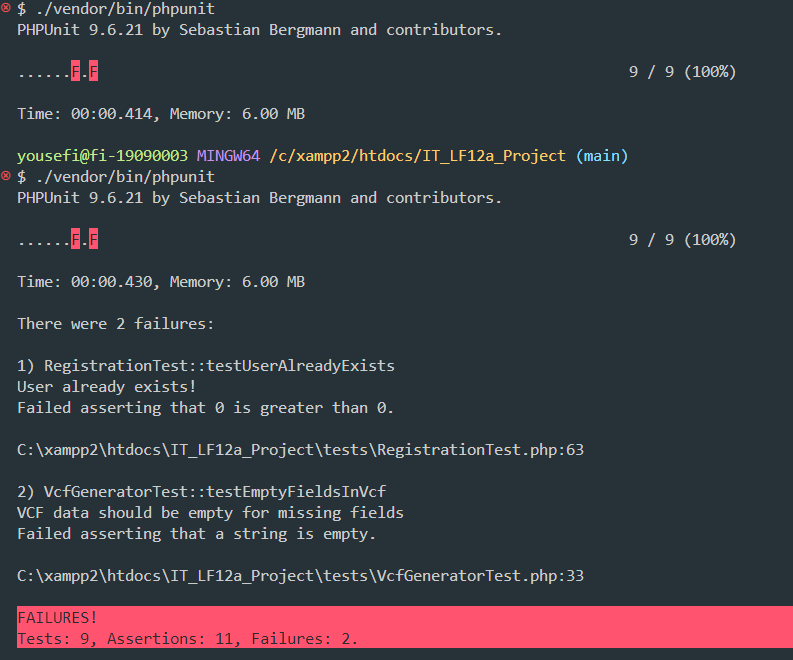 $ ./vendor/bin/phpunit
PHPUnit 9.6.21 by Sebastian Bergmann and contributors.
......F.F 9 / 9 (100%)
Time: 00:00.414, Memory: 6.00 MB
yousefi@fi-19090003 MINGW64 /c/xampp2/htdocs/IT_LF12a_Project (main)
$ ./vendor/bin/phpunit
PHPUnit 9.6.21 by Sebastian Bergmann and contributors.
......F.F 9 / 9 (100%)
Time: 00:00.430, Memory: 6.00 MB
There were 2 failures:
1) RegistrationTest::testUserAlreadyExists
User already exists!
Failed asserting that 0 is greater than 0.
C:\xampp2\htdocs\IT_LF12a_Project\tests\RegistrationTest.php:63
2) VcfGeneratorTest::testEmptyFieldsInVcf
VCF data should be empty for missing fields
Failed asserting that a string is empty.
C:\xampp2\htdocs\IT_LF12a_Project\tests\VcfGeneratorTest.php:33
FAILURES!
Tests: 9, Assertions: 11, Failures: 2.